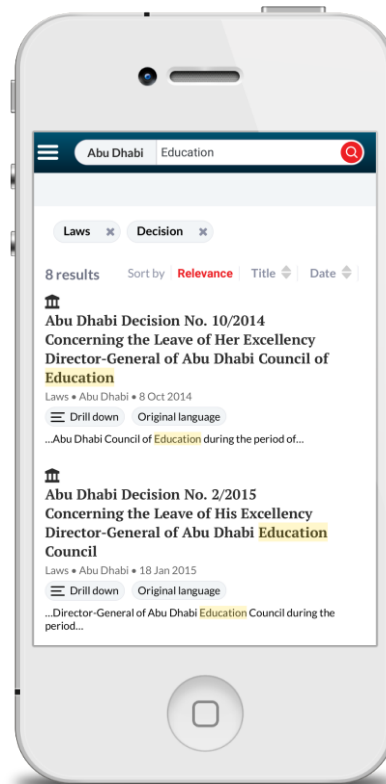 Abu Dhabi Education
Laws × Decision ×
8 results Sort by Relevance Title Date
Abu Dhabi Decision No. 10/2014
Concerning the Leave of Her Excellency
Director-General of Abu Dhabi Council of
Education
Laws • Abu Dhabi • 8 Oct 2014
Drill down Original language
...Abu Dhabi Council of Education during the period of...
Abu Dhabi Decision No. 2/2015
Concerning the Leave of His Excellency
Director-General of Abu Dhabi Education
Council
Laws • Abu Dhabi • 18 Jan 2015
Drill down Original language
...Director-General of Abu Dhabi Education Council during the
period...